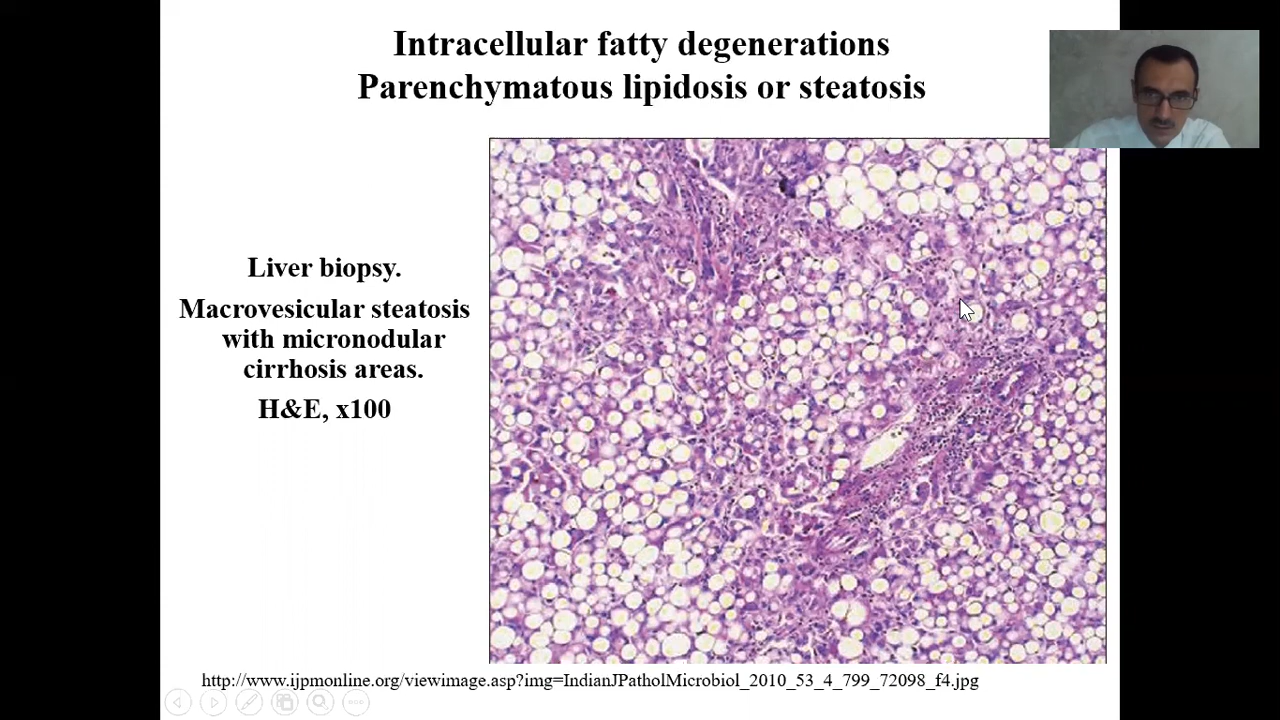 Intracellular fatty degenerations
Parenchymatous lipidosis or steatosis
Liver biopsy.
Macrovesicular steatosis
with micronodular
cirrhosis areas.
H&E, x100
http://www.ijpmonline.org/viewimage.asp?img=IndianJPatholMicrobiol_2010_53_4_799_72098_f4.jpg